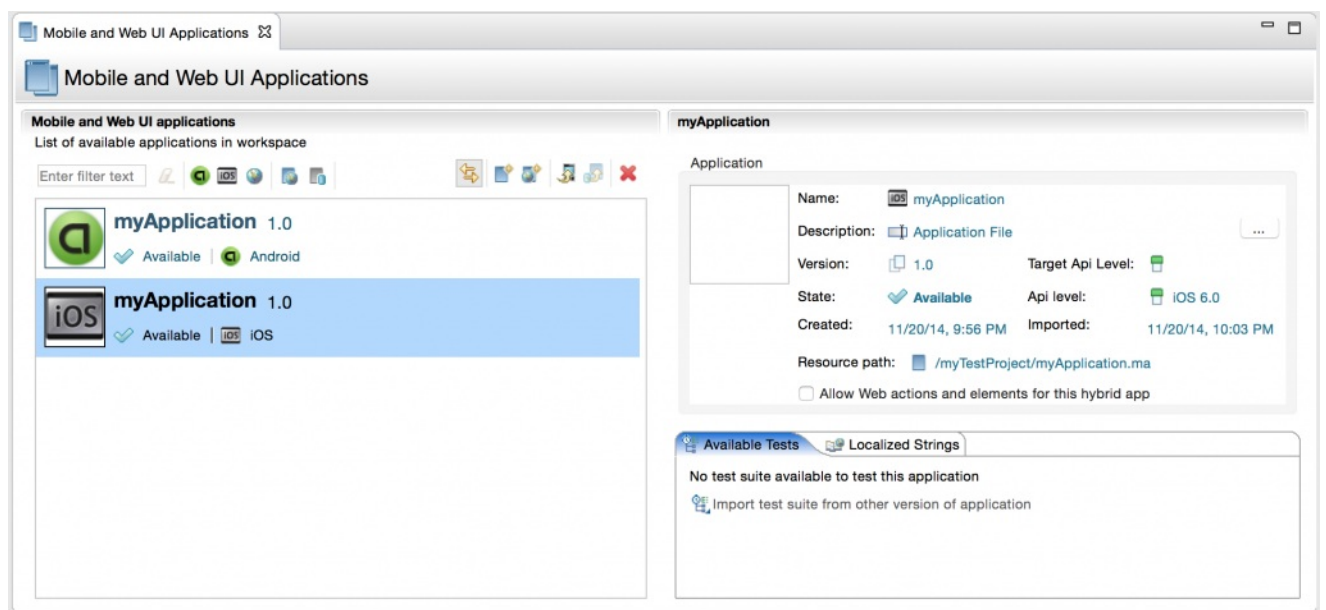 Mobile and Web UI Applications
Mobile and Web UI Applications
Mobile and Web UI applications
List of available applications in workspace
Enter filter text
iOS
myApplication 1.0
Available | Android
iOS
myApplication 1.0
Available | iOS iOS
myApplication
Application
Name: iOS myApplication
Description: Application File ...
Version: 1.0 Target Api Level:
State: Available Api level: iOS 6.0
Created: 11/20/14, 9:56 PM Imported: 11/20/14, 10:03 PM
Resource path: /myTestProject/myApplication.ma
Allow Web actions and elements for this hybrid app
Available Tests Localized Strings
No test suite available to test this application
Import test suite from other version of application